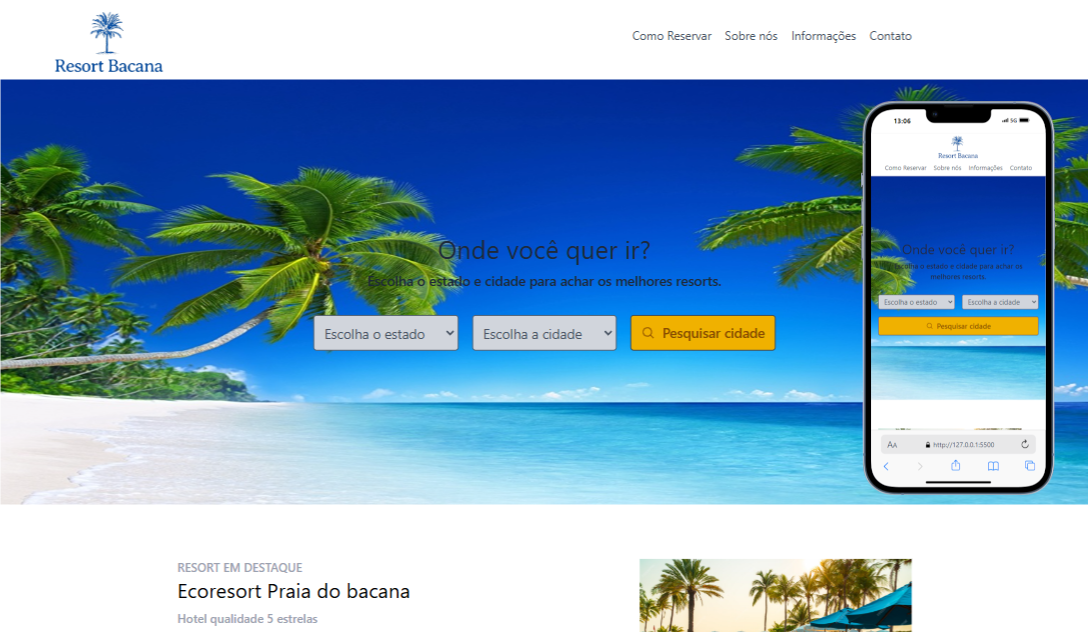 Resort Bacana
Como Reservar Sobre nós Informações Contato
Onde você quer ir?
Escolha o estado e cidade para achar os melhores resorts.
Escolha o estado
Escolha a cidade
Pesquisar cidade
13:06
5G
Resort Bacana
Como Reservar Sobre nós Informações Contato
Onde você quer ir?
Escolha o estado e cidade para achar os
melhores resorts.
Escolha o estado
Escolha a cidade
Pesquisar cidade
AA
http://127.0.0.1:5500
RESORT EM DESTAQUE
Ecoresort Praia do bacana
Hotel qualidade 5 estrelas